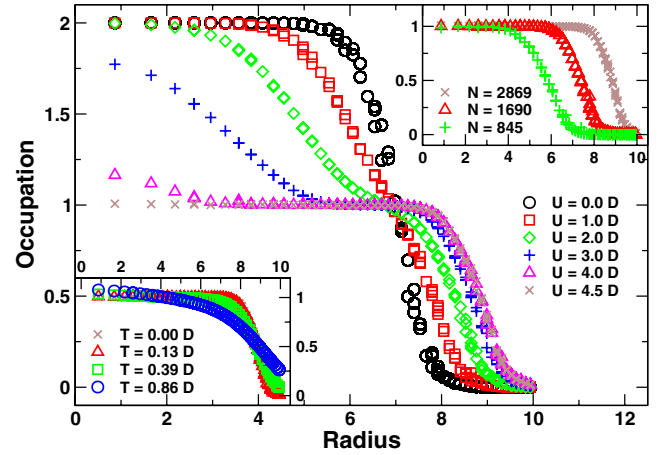 2
1.5
1
0.5
0
0 2 4 6 8 10 12
Occupation
Radius
0 2 4 6 8 10
1
0.5
0
N = 2869
N = 1690
N = 845
U = 0.0 D
U = 1.0 D
U = 2.0 D
U = 3.0 D
U = 4.0 D
U = 4.5 D
0 2 4 6 8 10
1
0.5
0
T = 0.00 D
T = 0.13 D
T = 0.39 D
T = 0.86 D